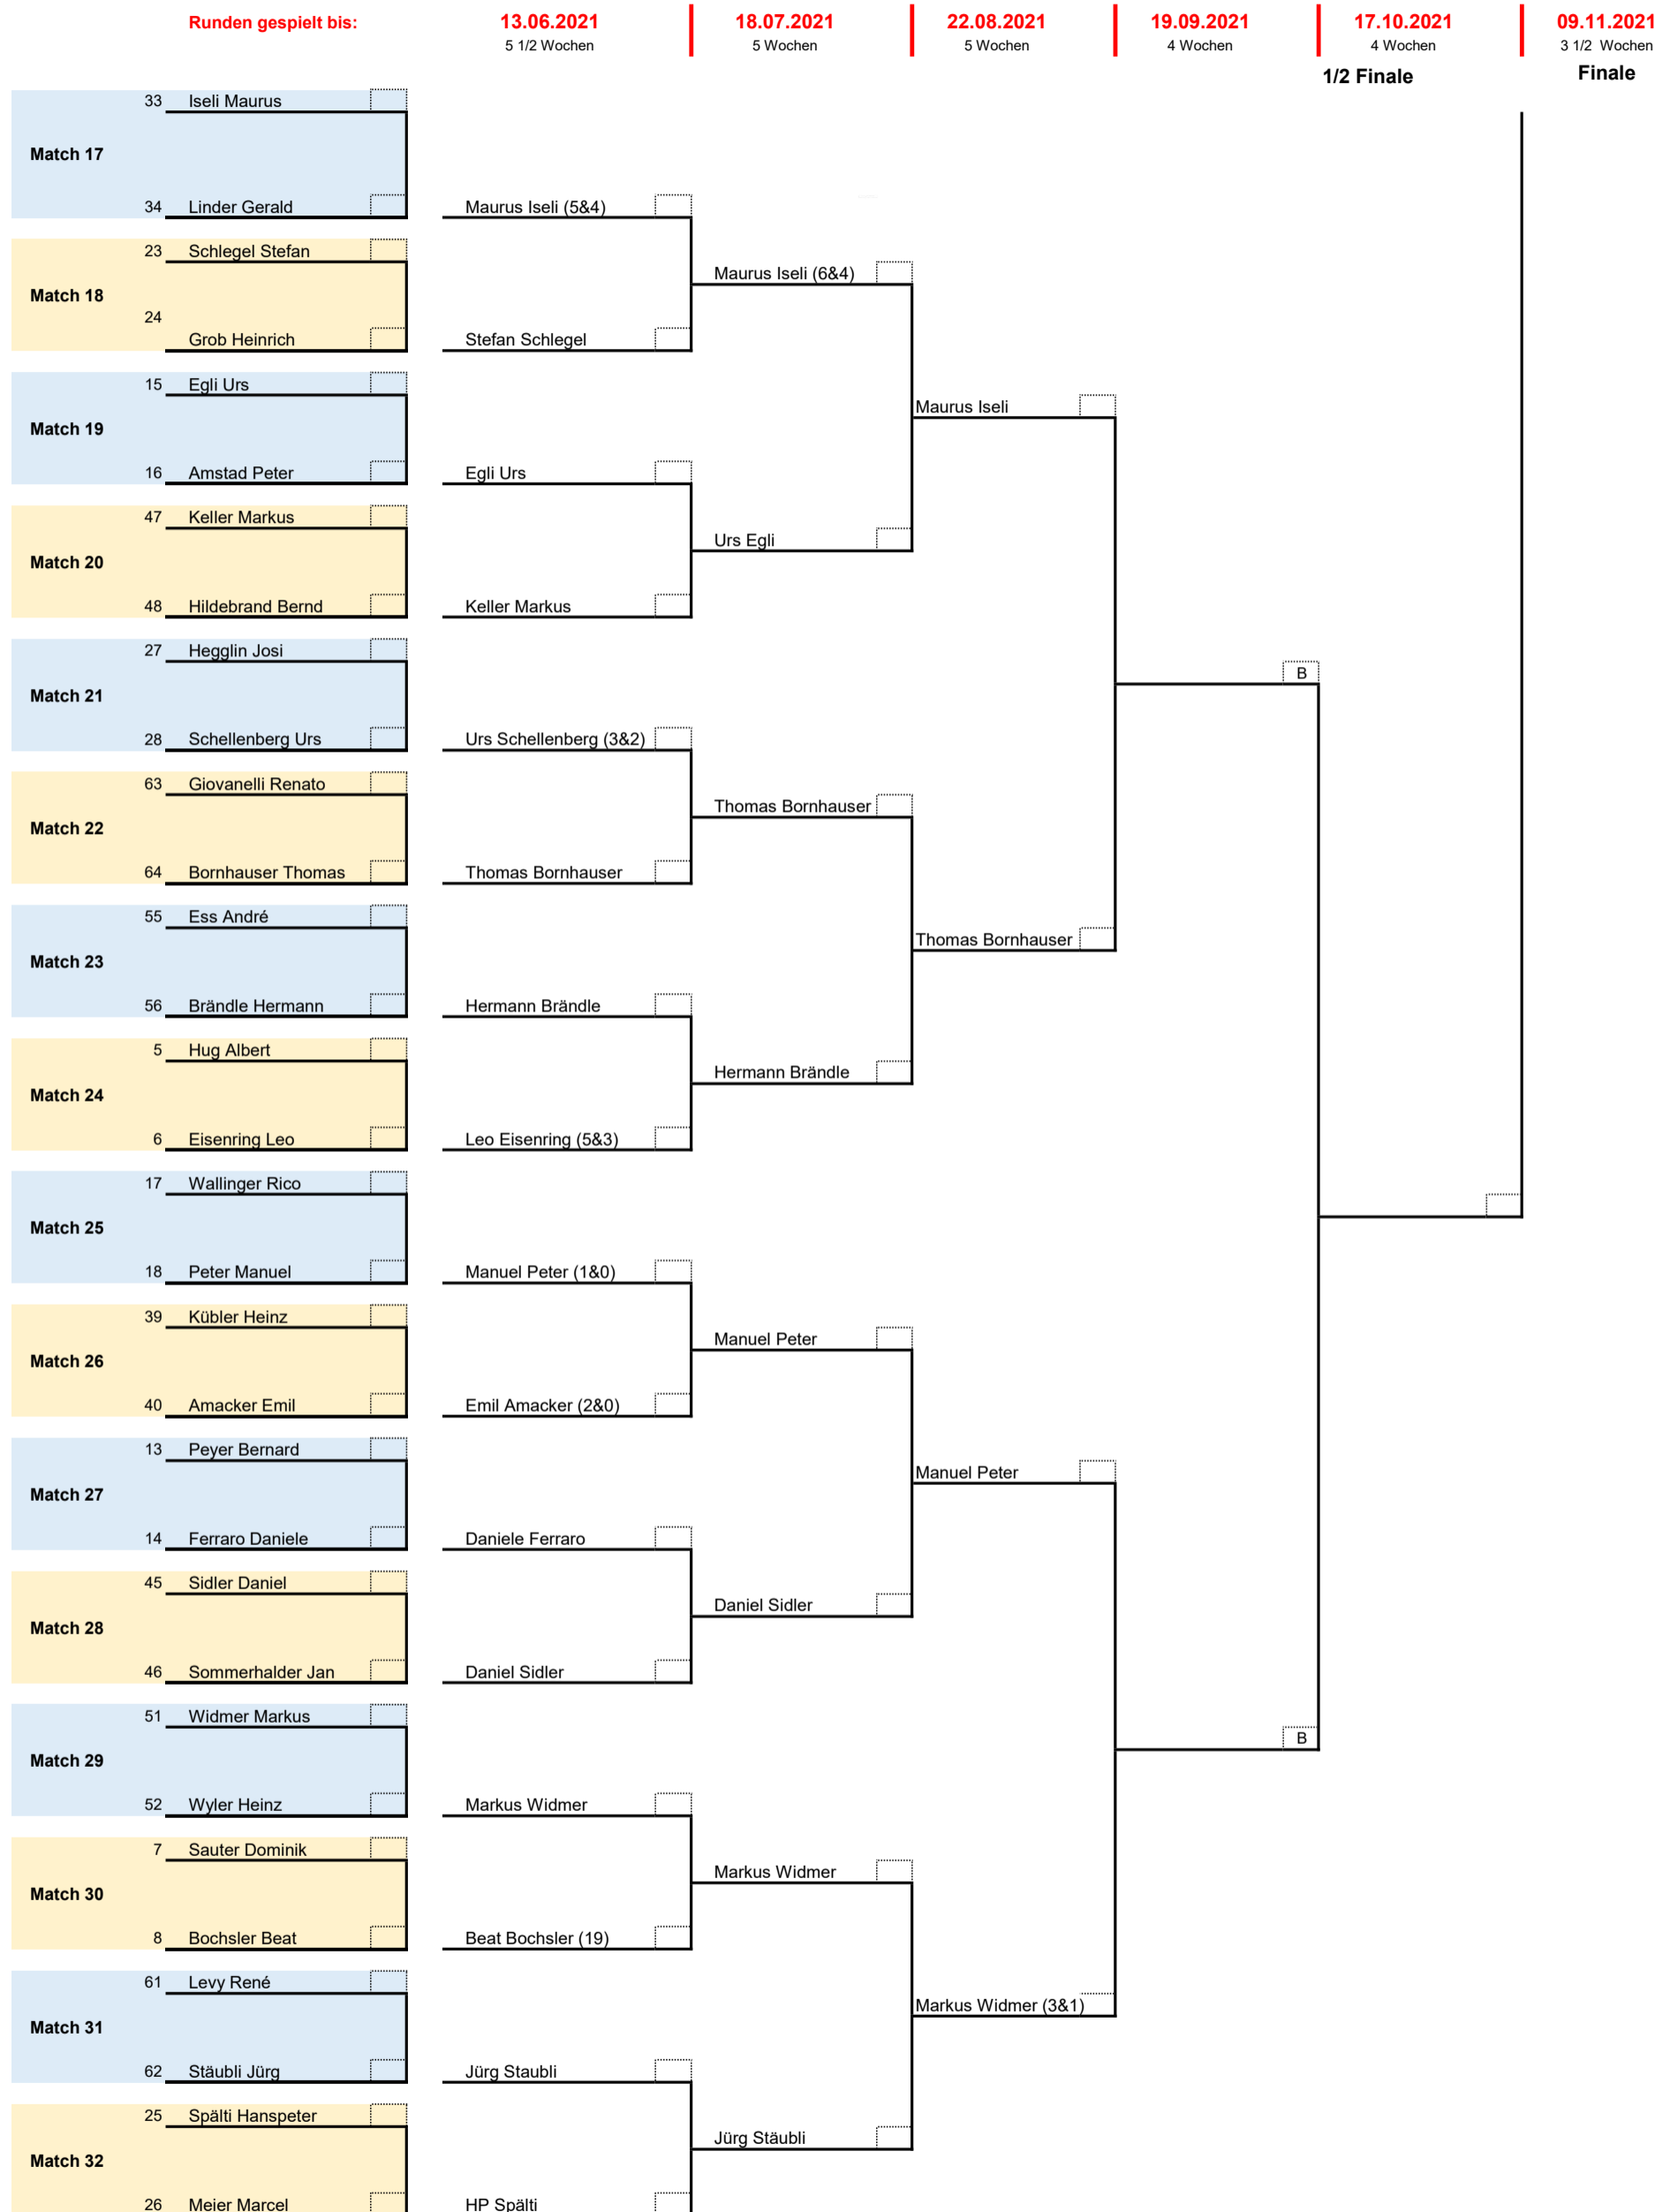 Runden gespielt bis: 13.06.2021 18.07.2021 22.08.2021 19.09.2021 17.10.2021 09.11.2021
5 1/2 Wochen 5 Wochen 5 Wochen 4 Wochen 4 Wochen 3 1/2 Wochen
1/2 Finale Finale
33 Iseli Maurus
Match 17
34 Linder Gerald Maurus Iseli (5&4)
23 Schlegel Stefan
Maurus Iseli (6&4)
Match 18
24
Grob Heinrich Stefan Schlegel
15 Egli Urs
Maurus Iseli
Match 19
16 Amstad Peter Egli Urs
47 Keller Markus
Urs Egli
Match 20
48 Hildebrand Bernd Keller Markus
27 Hegglin Josi
B
Match 21
28 Schellenberg Urs Urs Schellenberg (3&2)
63 Giovanelli Renato
Thomas Bornhauser
Match 22
64 Bornhauser Thomas Thomas Bornhauser
55 Ess André
Thomas Bornhauser
Match 23
56 Brändle Hermann Hermann Brändle
5 Hug Albert
Hermann Brändle
Match 24
6 Eisenring Leo Leo Eisenring (5&3)
17 Wallinger Rico
Match 25
18 Peter Manuel Manuel Peter (1&0)
39 Kübler Heinz
Manuel Peter
Match 26
40 Amacker Emil Emil Amacker (2&0)
13 Peyer Bernard
Manuel Peter
Match 27
14 Ferraro Daniele Daniele Ferraro
45 Sidler Daniel
Daniel Sidler
Match 28
46 Sommerhalder Jan Daniel Sidler
51 Widmer Markus
B
Match 29
52 Wyler Heinz Markus Widmer
7 Sauter Dominik
Markus Widmer
Match 30
8 Bochsler Beat Beat Bochsler (19)
61 Levy René
Markus Widmer (3&1)
Match 31
62 Stäubli Jürg Jürg Staubli
25 Spälti Hanspeter
Jürg Stäubli
Match 32
26 Meier Marcel HP Spälti